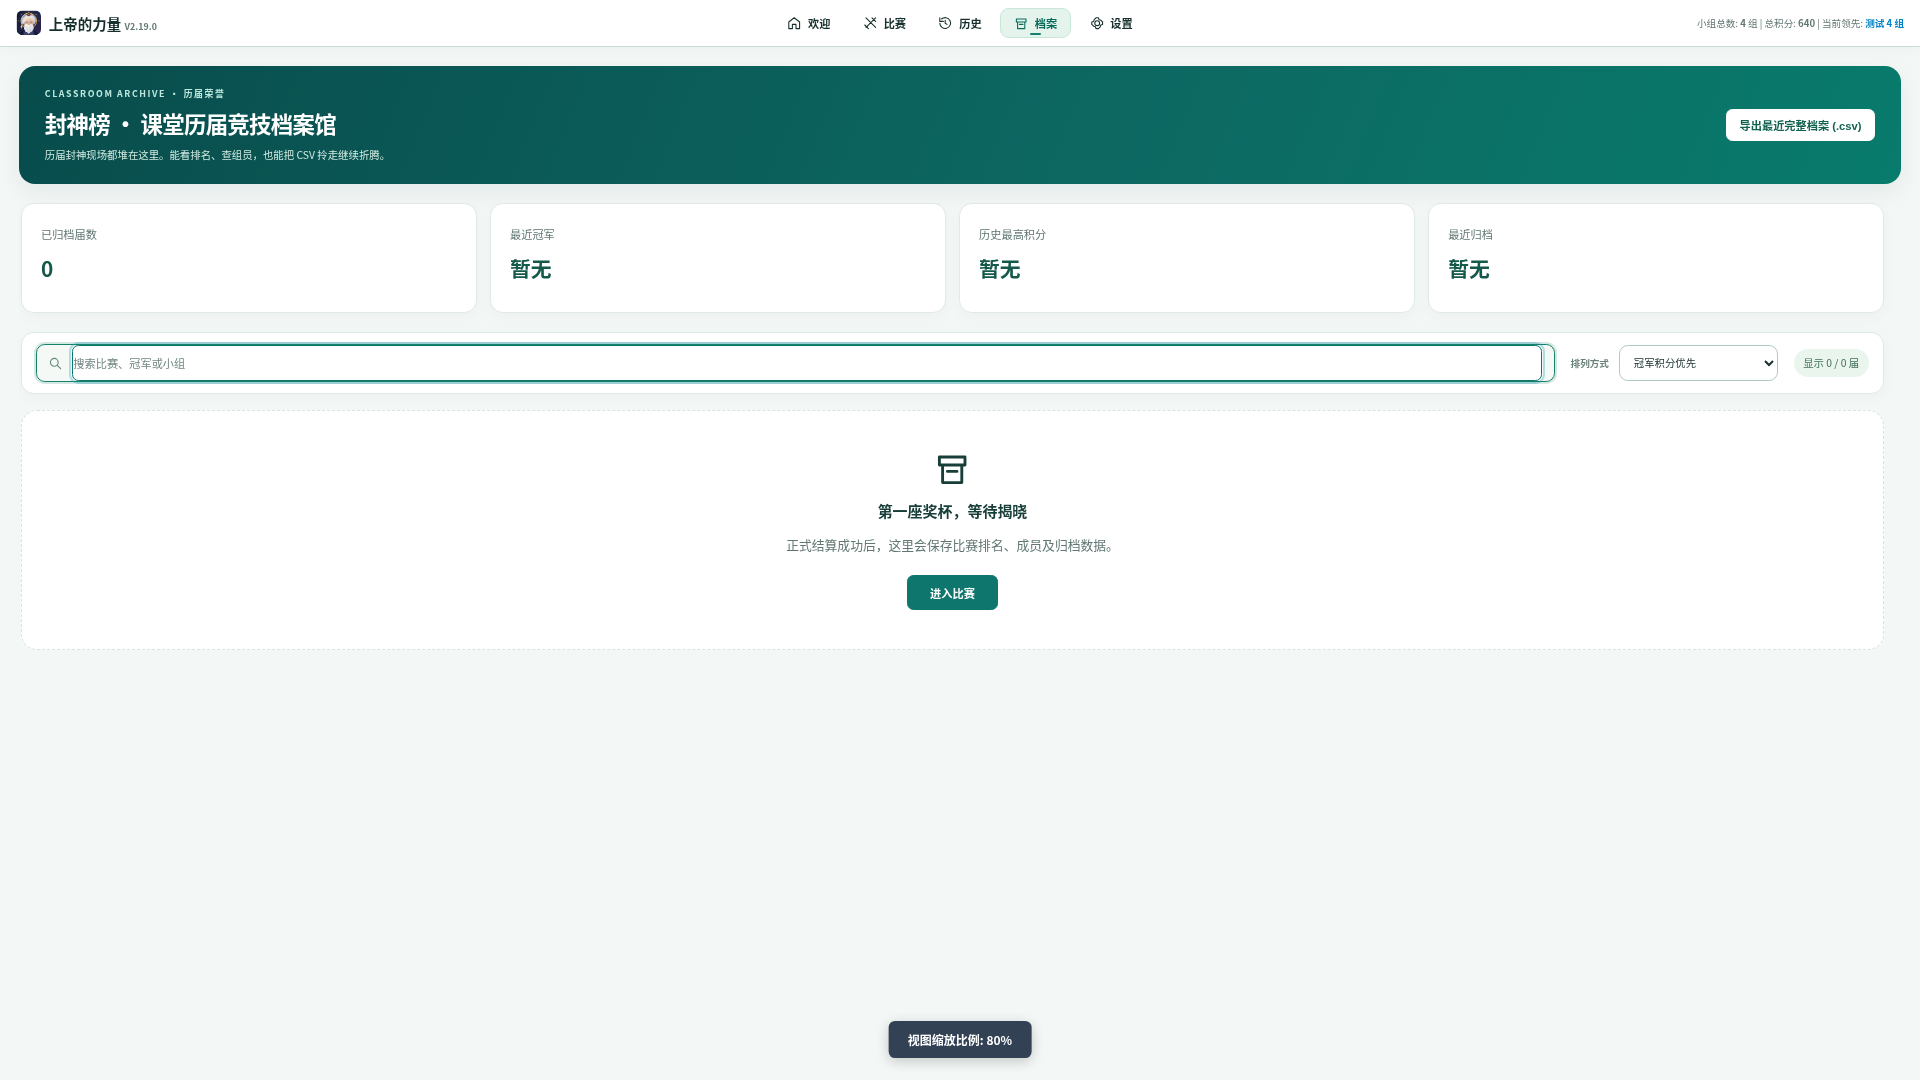 上帝的力量 V2.19.0
欢迎 比赛 历史 档案 设置
小组总数: 4 组 | 总积分: 640 | 当前领先: 测试 4 组
CLASSROOM ARCHIVE · 历届荣誉
封神榜 · 课堂历届竞技档案馆
历届封神现场都堆在这里。能看排名、查组员，也能把 CSV 拎走继续折腾。
导出最近完整档案 (.csv)
已归档届数
0
最近冠军
暂无
历史最高积分
暂无
最近归档
暂无
搜索比赛、冠军或小组
排列方式
冠军积分优先
显示 0 / 0 届
第一座奖杯，等待揭晓
正式结算成功后，这里会保存比赛排名、成员及归档数据。
进入比赛
视图缩放比例: 80%